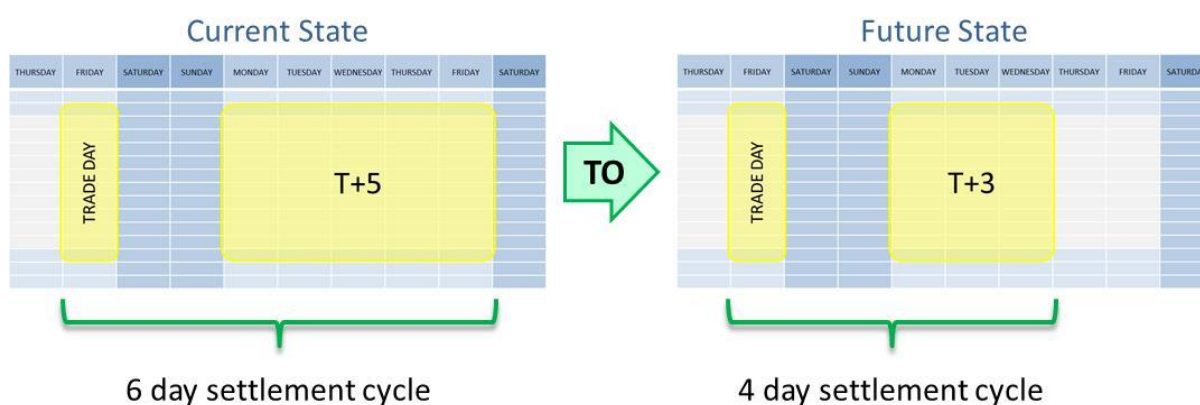 Current State
THURSDAY FRIDAY SATURDAY SUNDAY MONDAY TUESDAY WEDNESDAY THURSDAY FRIDAY SATURDAY
TRADE DAY
T+5
6 day settlement cycle
TO
Future State
THURSDAY FRIDAY SATURDAY SUNDAY MONDAY TUESDAY WEDNESDAY THURSDAY FRIDAY SATURDA
TRADE DAY
T+3
4 day settlement cycle